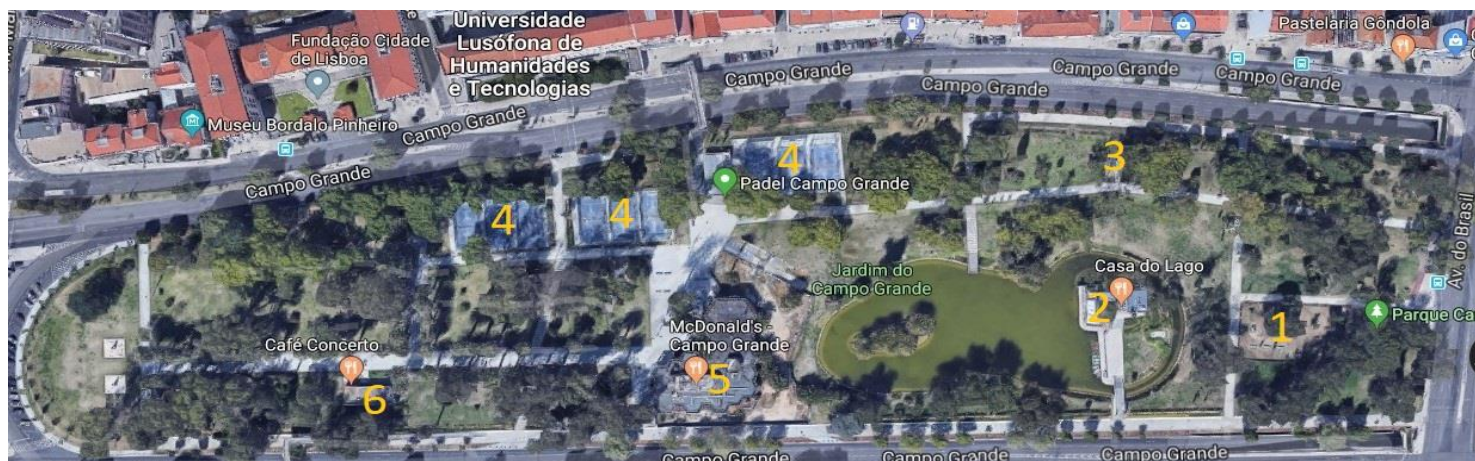 Universidade
Lusófona de
Humanidades
e Tecnologias
Fundação Cidade
de Lisboa
Museu Bordalo Pinheiro
Campo Grande
Campo Grande
Campo Grande
Campo Grande
Campo Grande
Campo Grande
Pastelaria Gôndola
4
Padel Campo Grande
3
4
4
Av. do Brasil
Jardim do
Campo Grande
Casa do Lago
2
1
Parque Ca
McDonald's -
Campo Grande
5
Café Concerto
6
Campo Grande
Campo Grande
Campo Grande